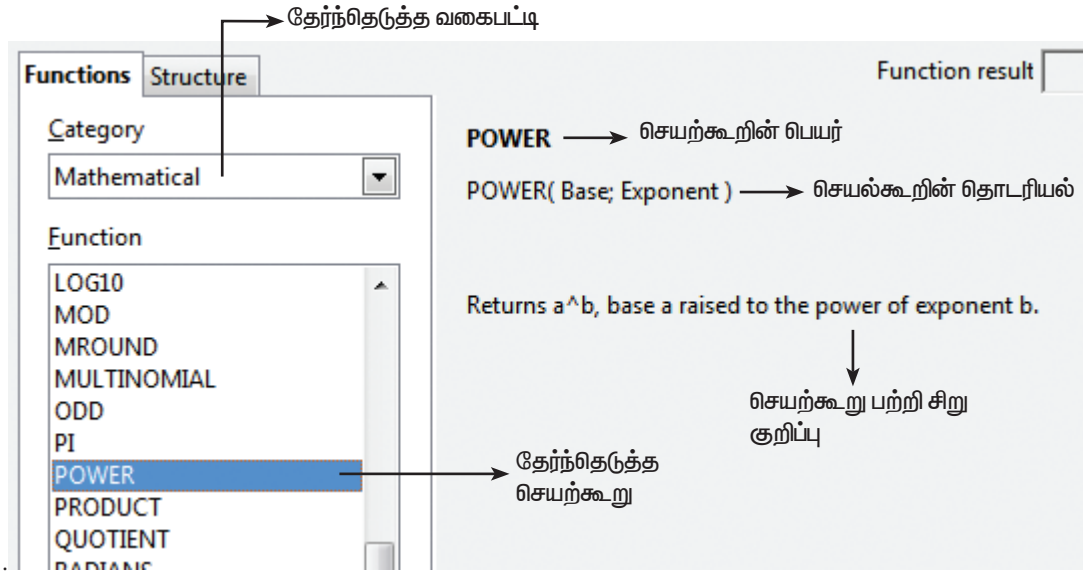 தேர்ந்தெடுத்த வகைபட்டி
Functions Structure
Function result
Category
Mathematical
POWER
செயற்கூறின் பெயர்
POWER( Base; Exponent )
செயல்கூறின் தொடரியல்
Function
LOG10
MOD
MROUND
MULTINOMIAL
ODD
PI
POWER
PRODUCT
QUOTIENT
RADIANS
Returns a^b, base a raised to the power of exponent b.
செயற்கூறு பற்றி சிறு
குறிப்பு
தேர்ந்தெடுத்த
செயற்கூறு